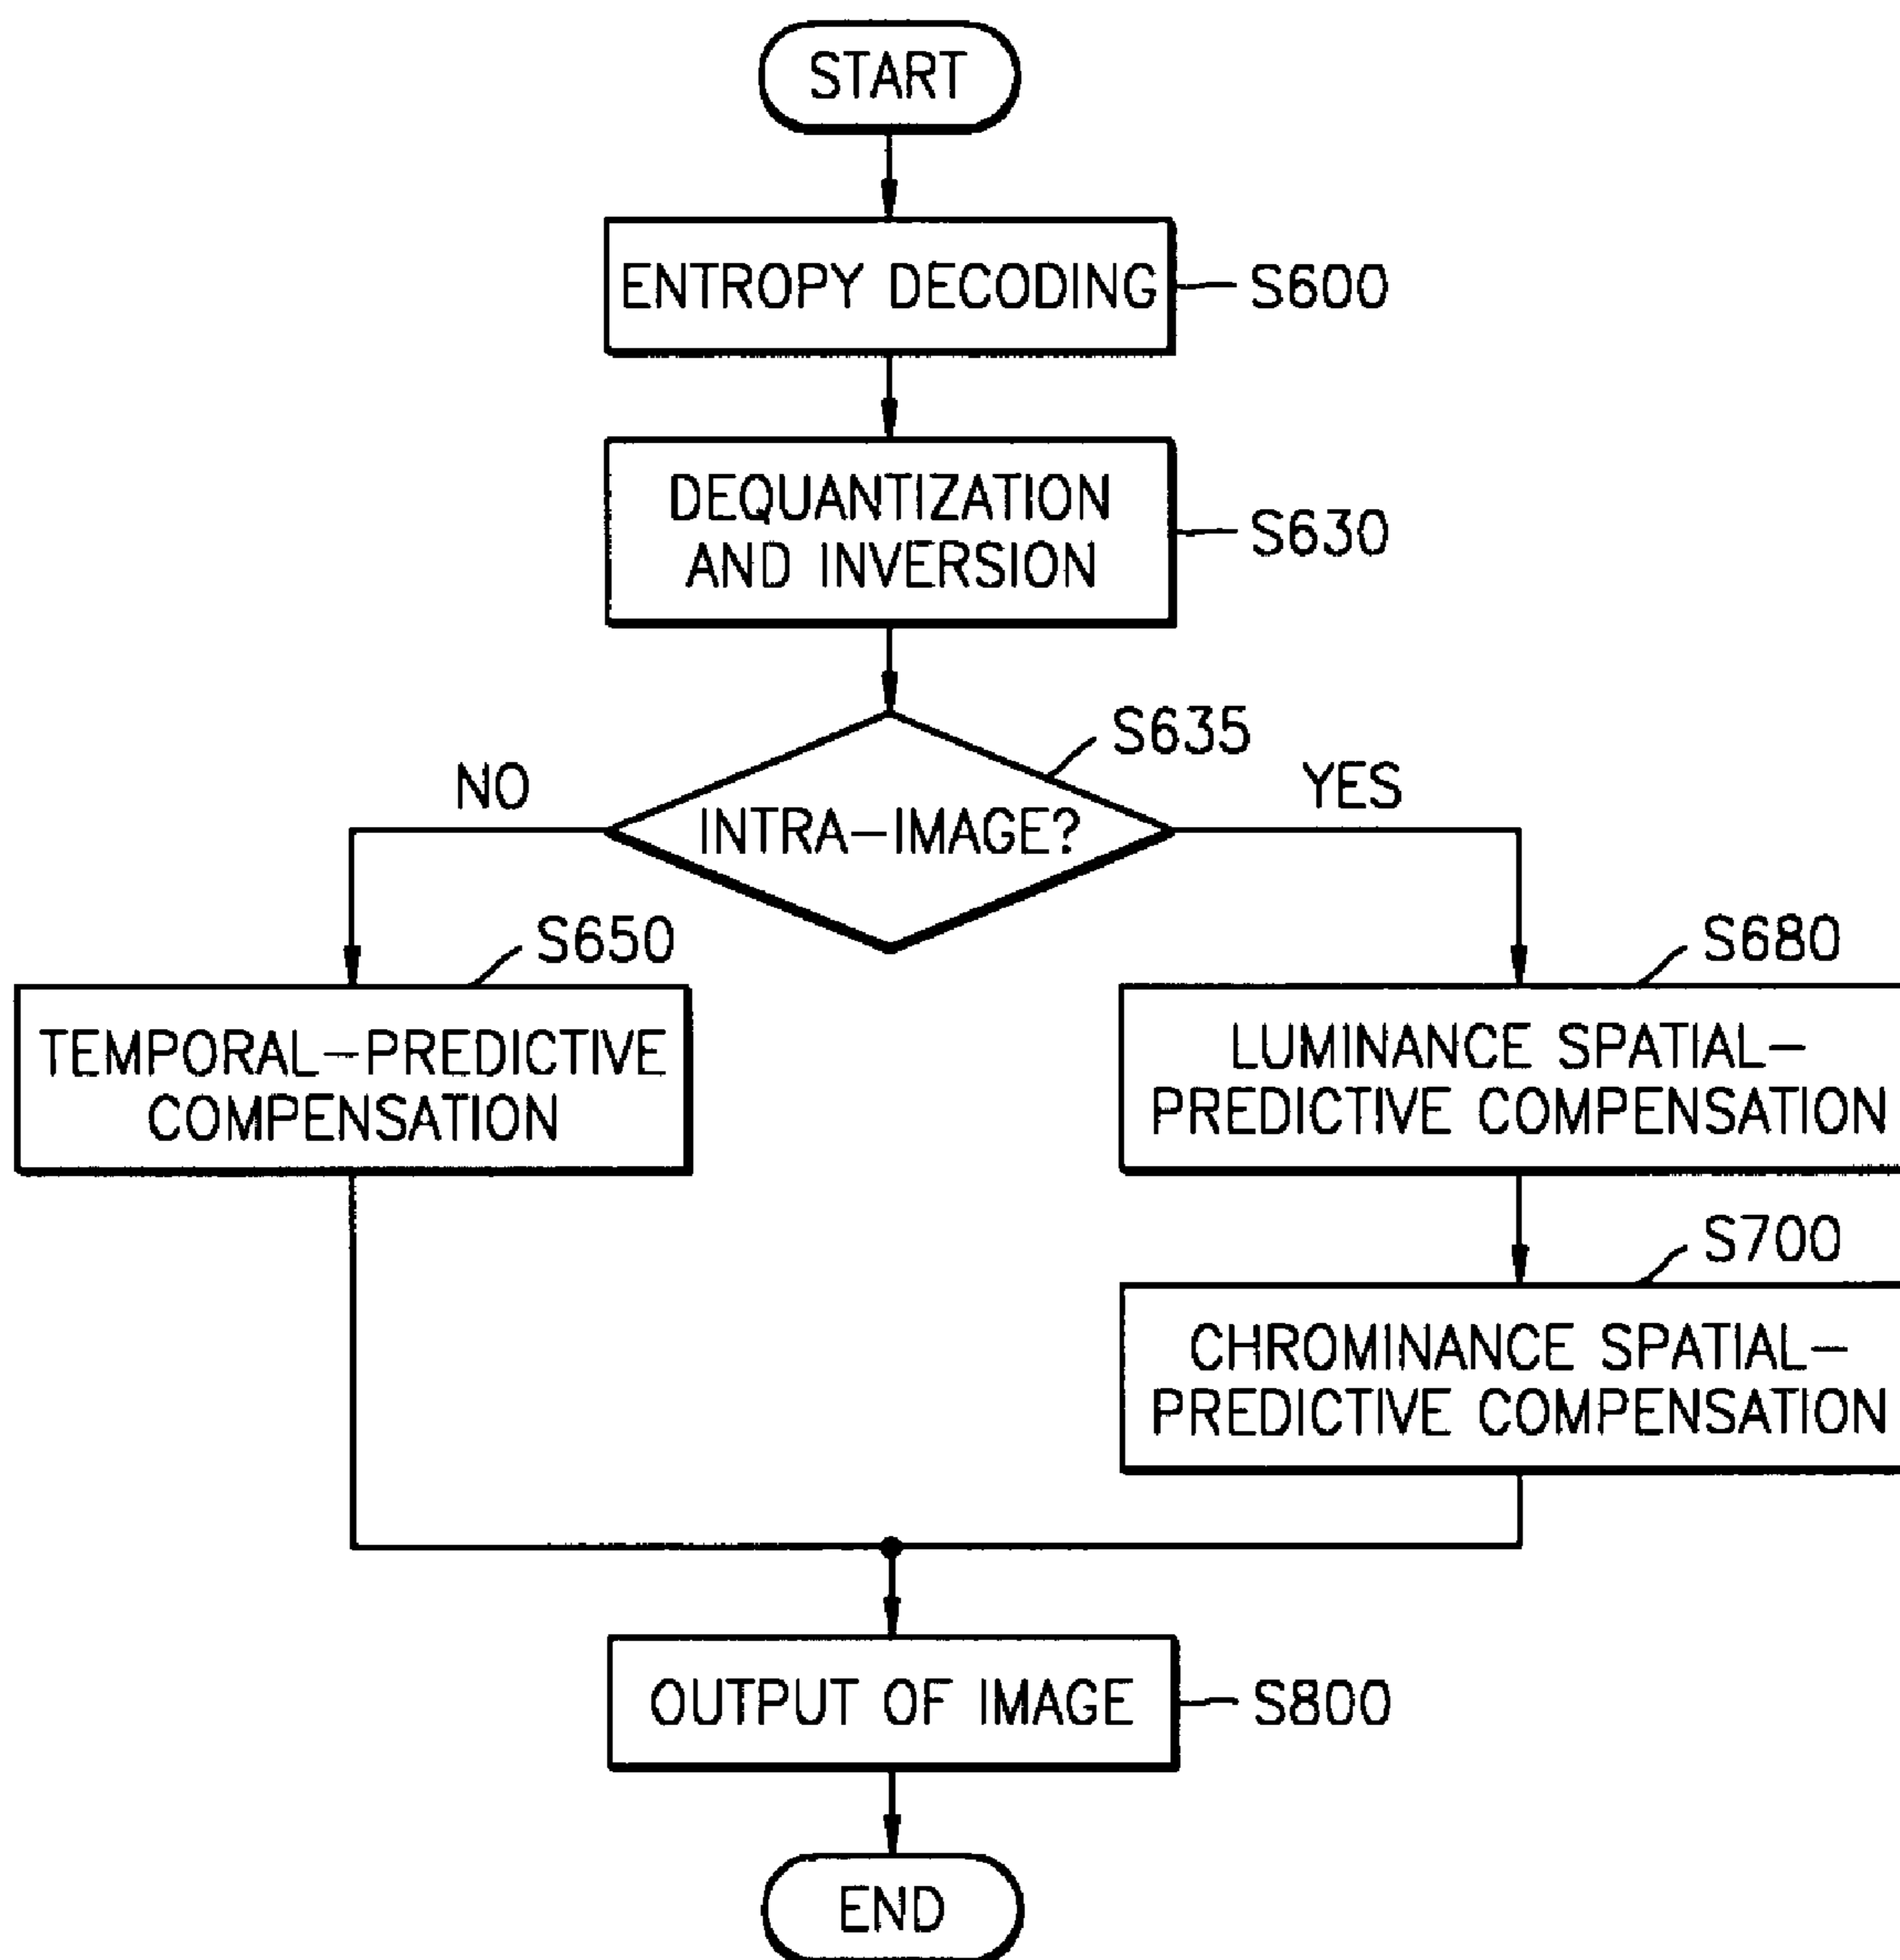 START
ENTROPY DECODING
S600
DEQUANTIZATION
AND INVERSION
S630
S635
NO
INTRA-IMAGE?
YES
S650
TEMPORAL-PREDICTIVE
COMPENSATION
S680
LUMINANCE SPATIAL-
PREDICTIVE COMPENSATION
S700
CHROMINANCE SPATIAL-
PREDICTIVE COMPENSATION
OUTPUT OF IMAGE
S800
END